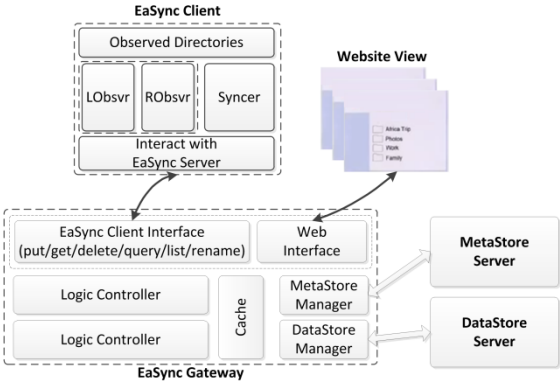 EaSync Client
Observed Directories
LObsvr
RObsvr
Syncer
Interact with
EaSync Server
Website View
Africa Trip
Photos
Work
Family
EaSync Client Interface
(put/get/delete/query/list/rename)
Web
Interface
Logic Controller
Logic Controller
Cache
MetaStore
Manager
DataStore
Manager
EaSync Gateway
MetaStore
Server
DataStore
Server